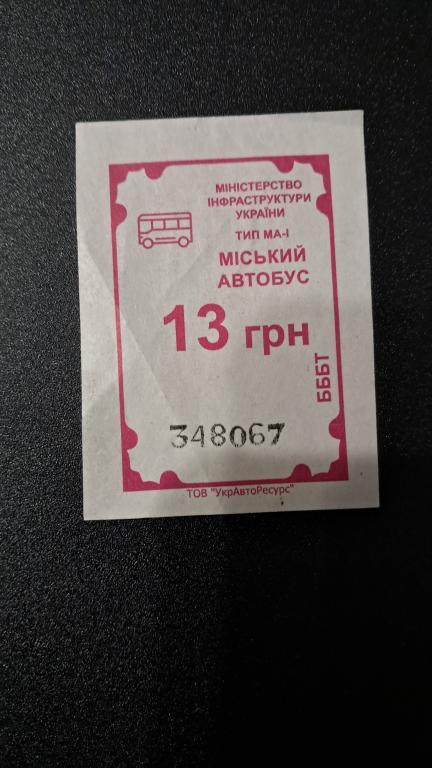 МІНІСТЕРСТВО
ІНФРАСТРУКТУРИ
УКРАЇНИ
ТИП МА-І
МІСЬКИЙ
АВТОБУС
13 грн
БББТ
348067
ТОВ "УкрАвтоРесурс"